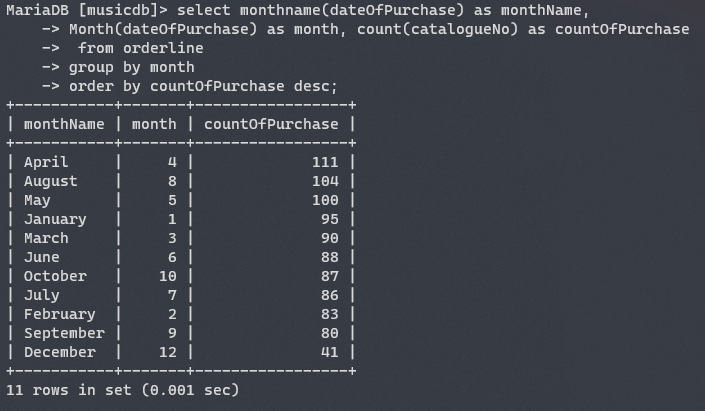 MariaDB [musicdb]> select monthname(dateOfPurchase) as monthName,
    -> Month(dateOfPurchase) as month, count(catalogueNo) as countOfPurchase
    ->  from orderline
    -> group by month
    -> order by countOfPurchase desc;
+-----------+-------+-----------------+
| monthName | month | countOfPurchase |
+-----------+-------+-----------------+
| April     |     4 |             111 |
| August    |     8 |             104 |
| May       |     5 |             100 |
| January   |     1 |              95 |
| March     |     3 |              90 |
| June      |     6 |              88 |
| October   |    10 |              87 |
| July      |     7 |              86 |
| February  |     2 |              83 |
| September |     9 |              80 |
| December  |    12 |              41 |
+-----------+-------+-----------------+
11 rows in set (0.001 sec)